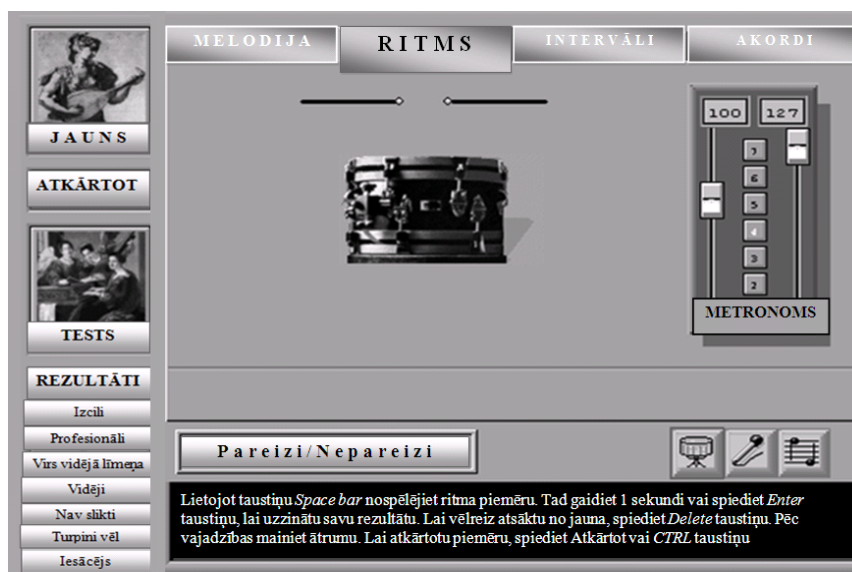 MELODIJA
RITMS
INTERVĀLI
AKORDI
JAUNS
ATKĀRTOT
TESTS
REZULTĀTI
Izcili
Profesionāli
Virs vidējā līmeņa
Vidēji
Nav slikti
Turpini vēl
Iesācējs
100
127
7
6
5
4
3
2
METRONOMS
Pareizi/Nepareizi
Lietojot taustiņu Space bar nospēlējiet ritma piemēru. Tad gaidiet 1 sekundi vai spiediet Enter
taustiņu, lai uzzinātu savu rezultātu. Lai vēlreiz atsāktu no jauna, spiediet Delete taustiņu. Pēc
vajadzības mainiet ātrumu. Lai atkārtotu piemēru, spiediet Atkārtot vai CTRL taustiņu